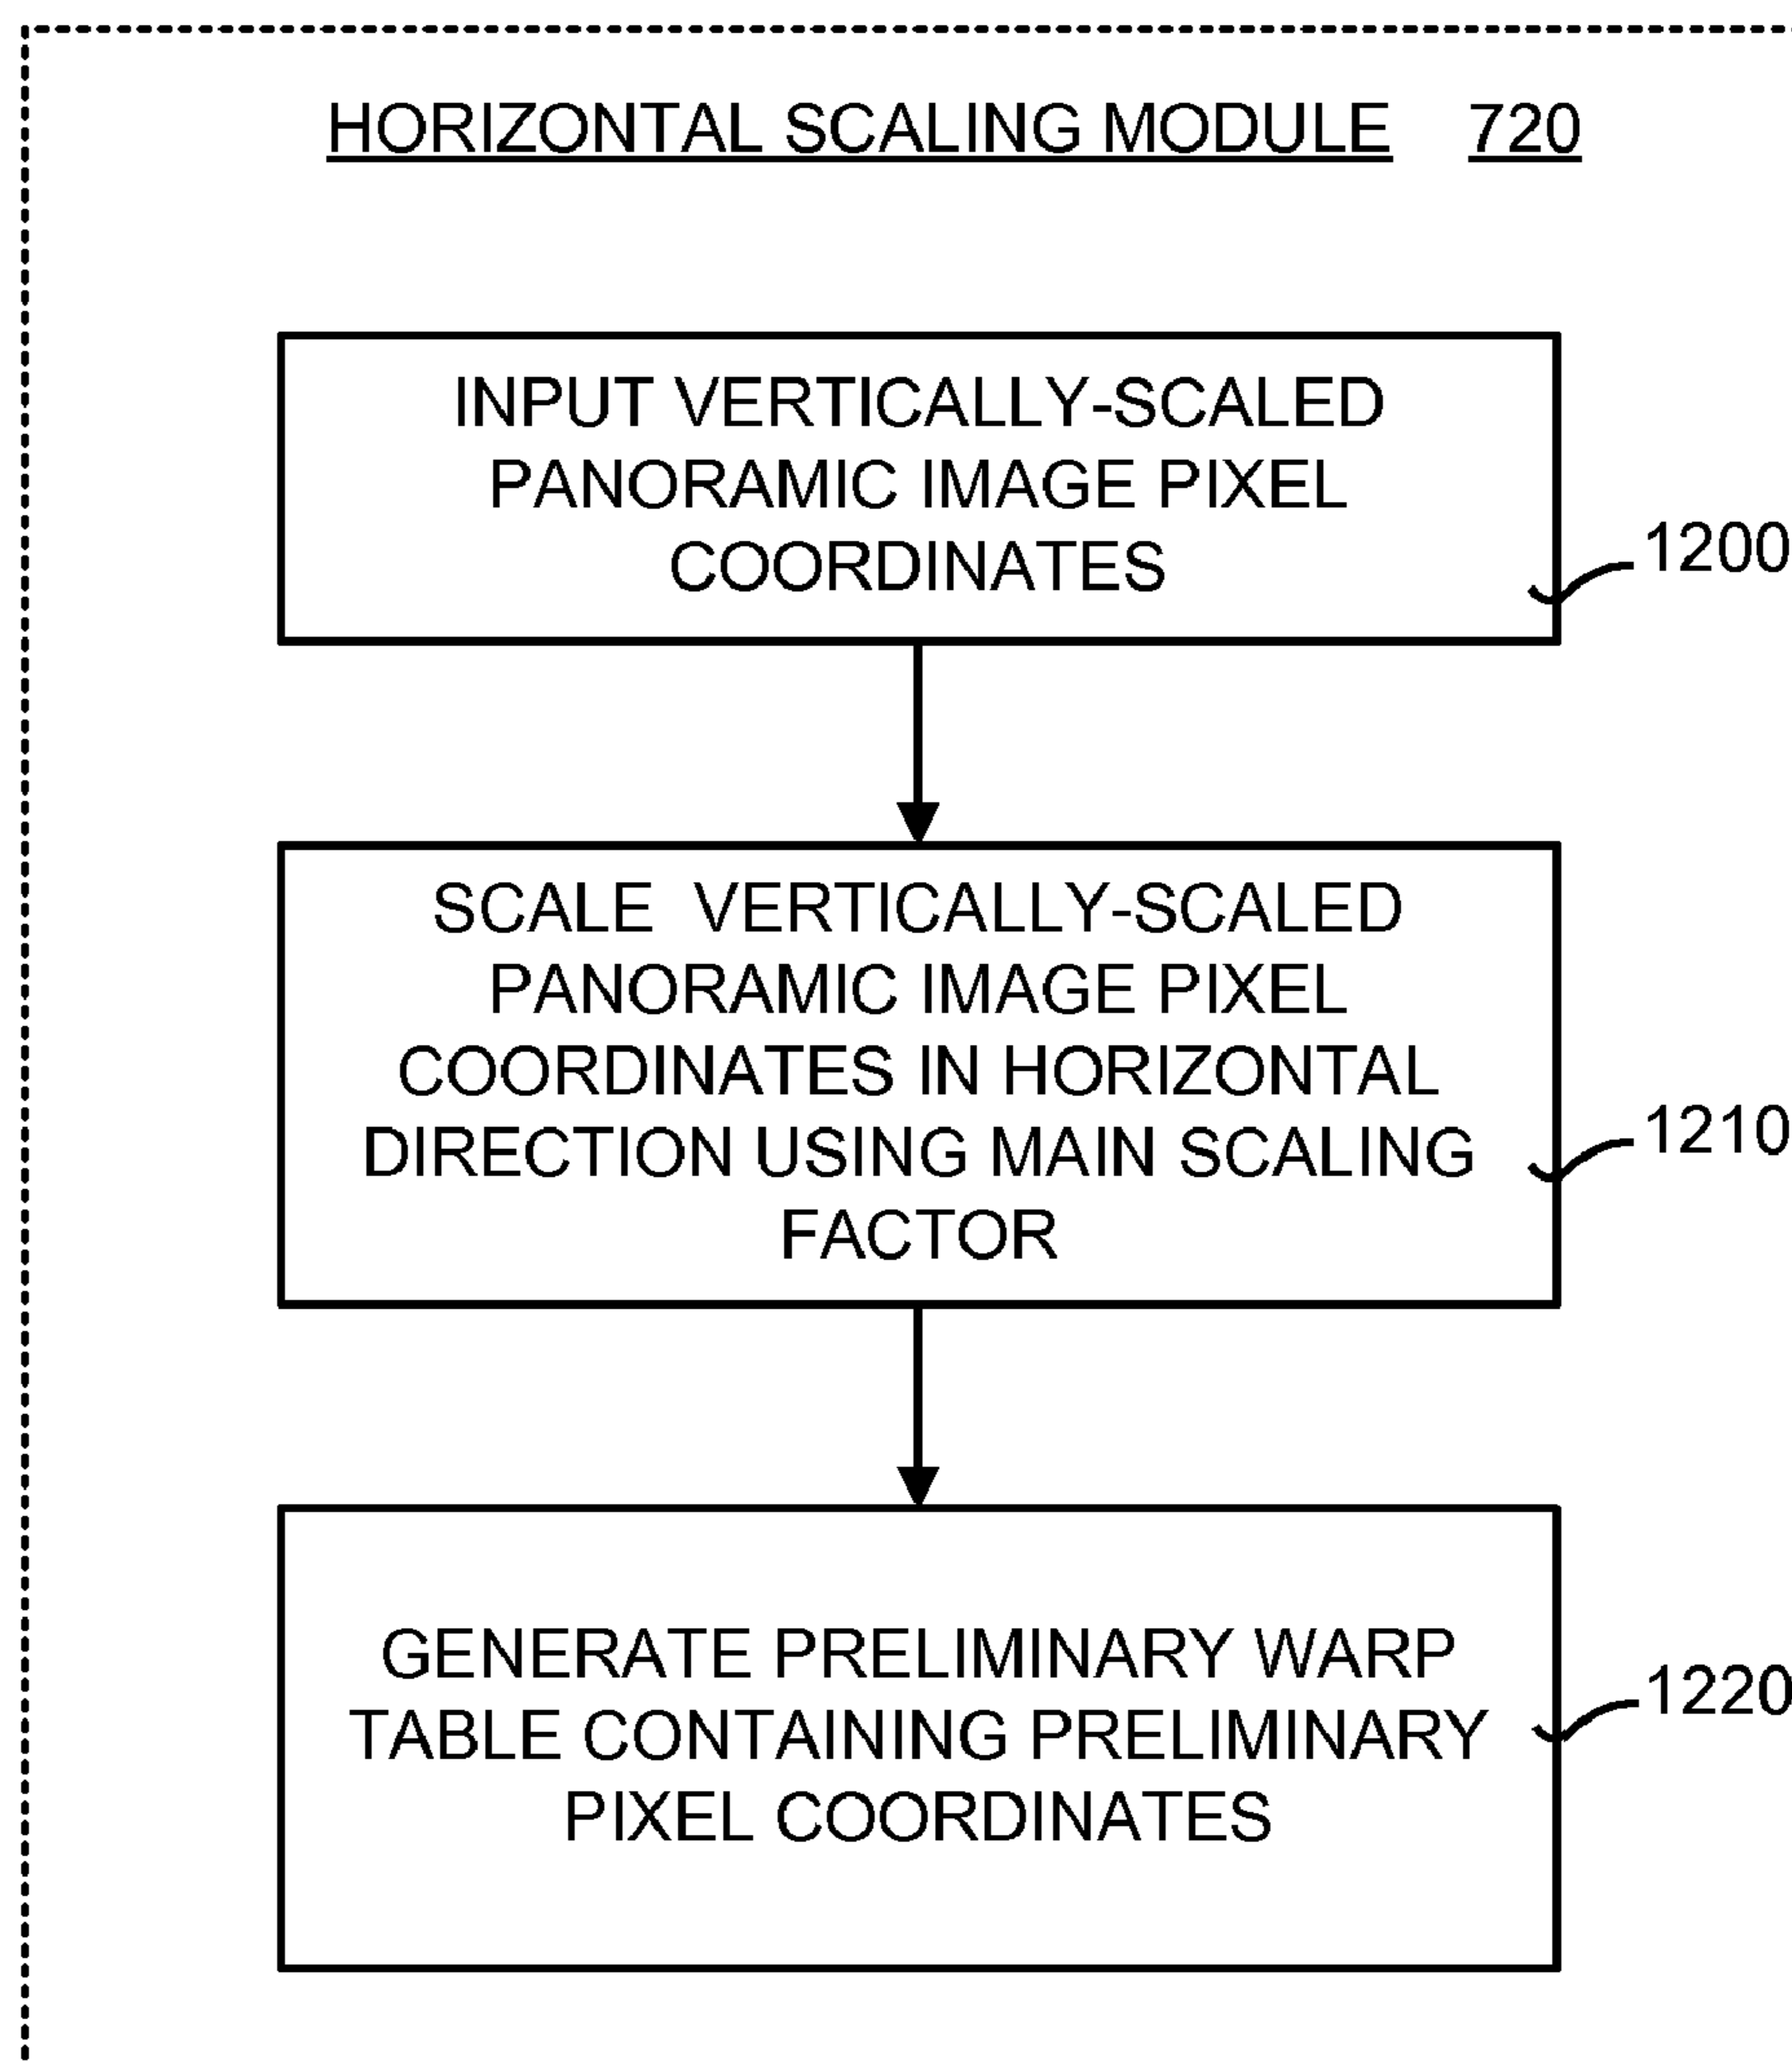 HORIZONTAL SCALING MODULE 720
INPUT VERTICALLY-SCALED
PANORAMIC IMAGE PIXEL
COORDINATES
1200
SCALE VERTICALLY-SCALED
PANORAMIC IMAGE PIXEL
COORDINATES IN HORIZONTAL
DIRECTION USING MAIN SCALING
FACTOR
1210
GENERATE PRELIMINARY WARP
TABLE CONTAINING PRELIMINARY
PIXEL COORDINATES
1220